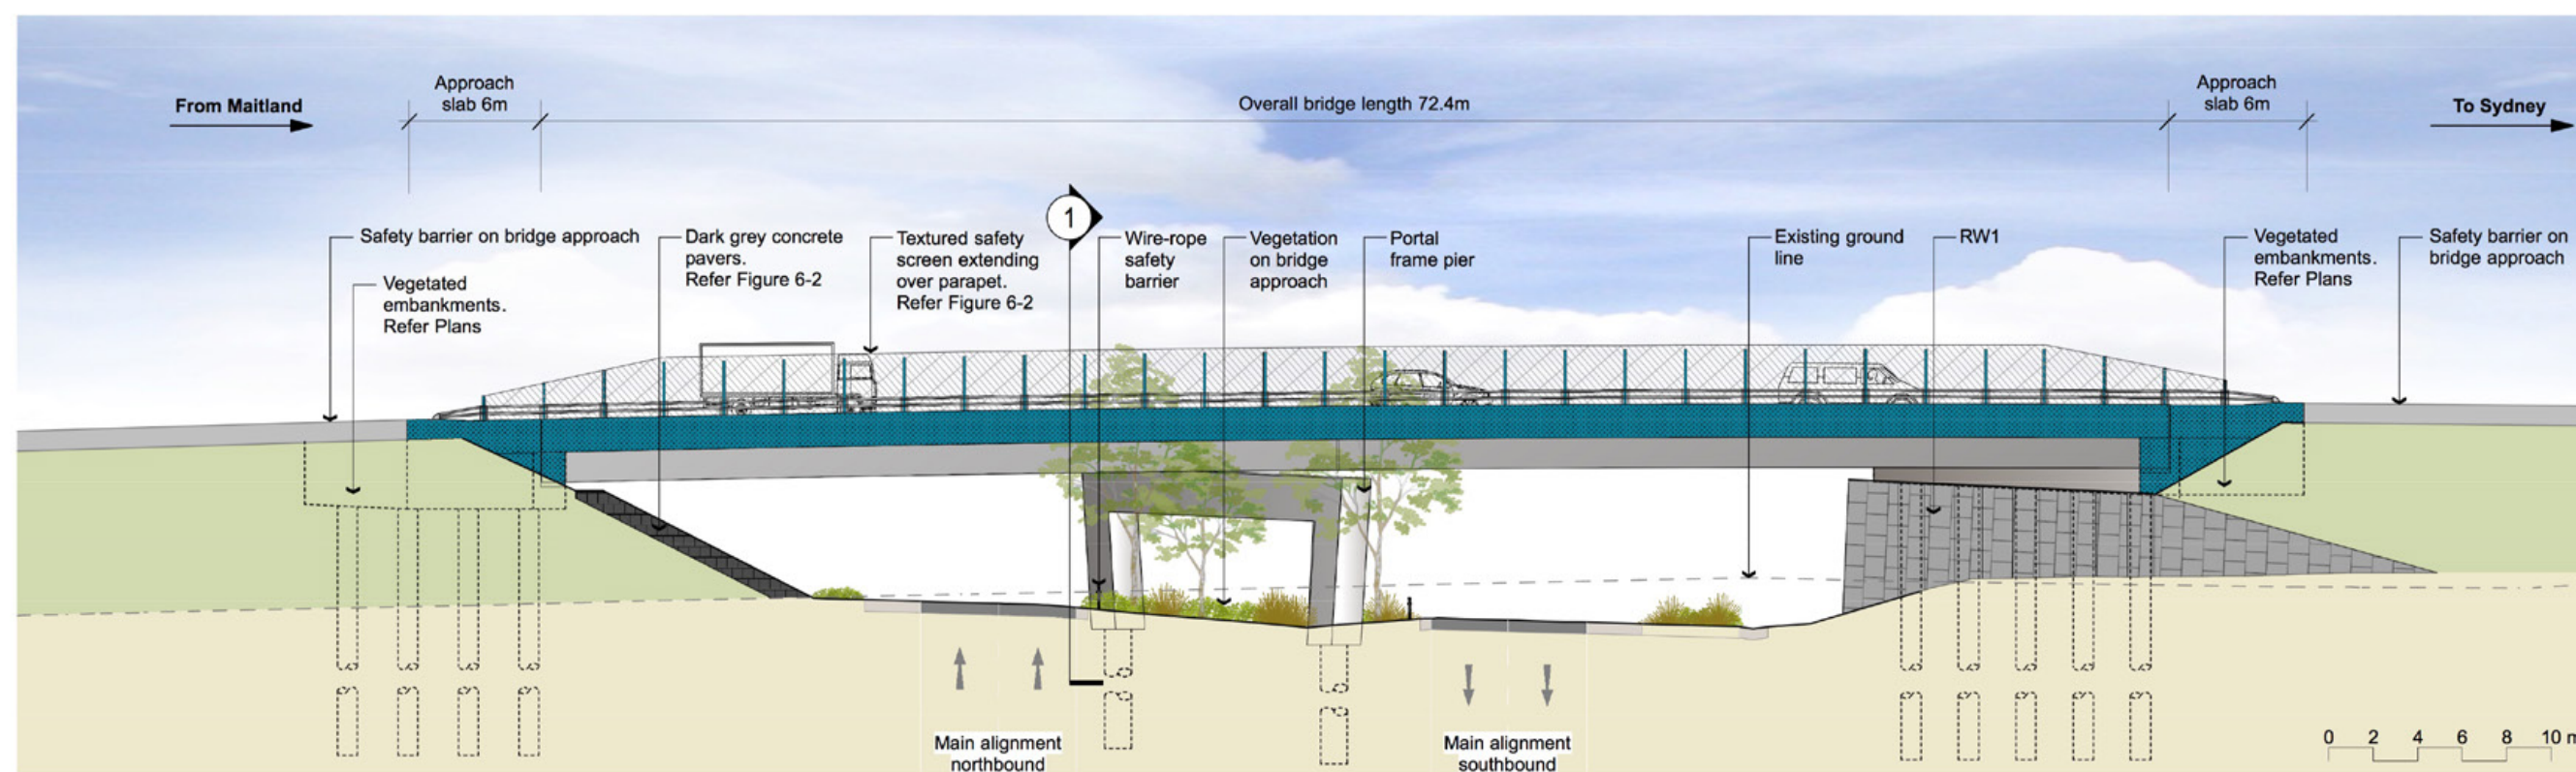 Approach
slab 6m
Approach
slab 6m
From Maitland
Overall bridge length 72.4m
To Sydney
1
Safety barrier on bridge approach
Vegetated
embankments.
Refer Plans
Dark grey concrete
pavers.
Refer Figure 6-2
Textured safety
screen extending
over parapet.
Refer Figure 6-2
Wire-rope
safety
barrier
Vegetation
on bridge
approach
Portal
frame pier
Existing ground
line
RW1
Vegetated
embankments.
Refer Plans
Safety barrier on
bridge approach
Main alignment
northbound
Main alignment
southbound
0 2 4 6 8 10 m